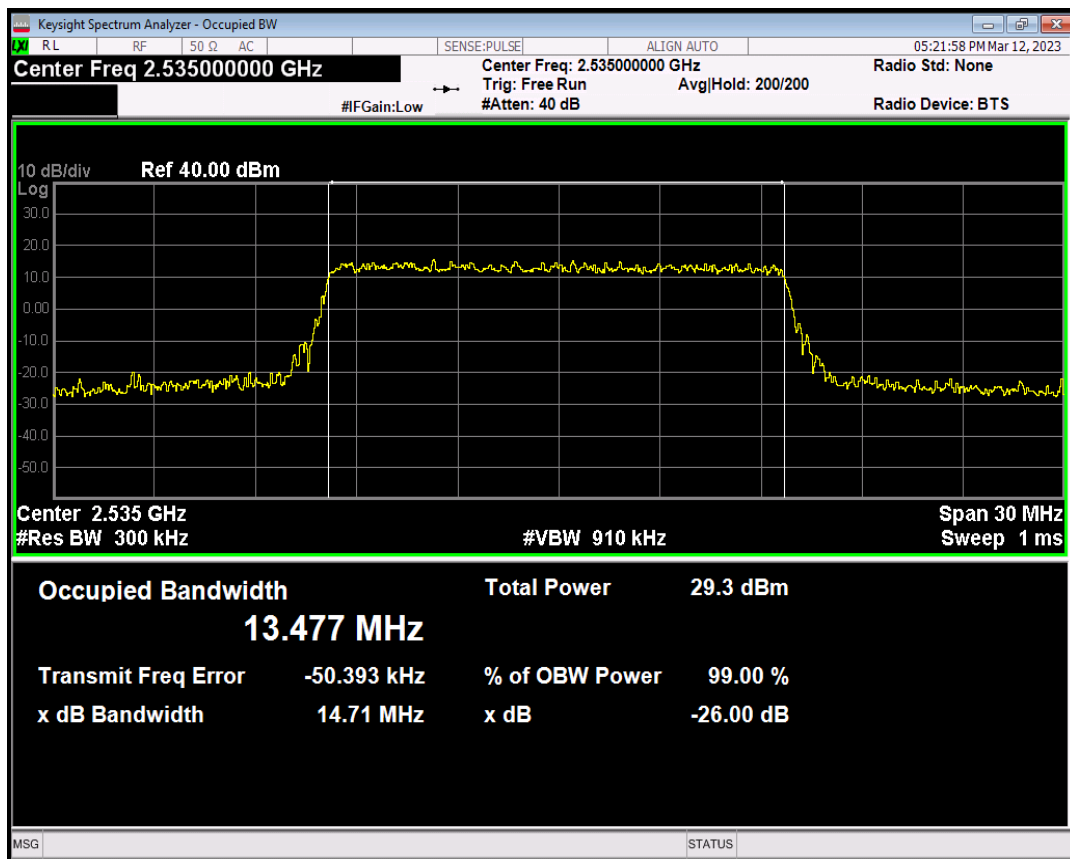 Keysight Spectrum Analyzer - Occupied BW
LXI RL RF 50 Ω AC SENSE:PULSE ALIGN AUTO 05:21:58 PM Mar 12, 2023
Center Freq 2.535000000 GHz Center Freq: 2.535000000 GHz Radio Std: None
Trig: Free Run Avg|Hold: 200/200
#IFGain:Low #Atten: 40 dB Radio Device: BTS
10 dB/div Ref 40.00 dBm
Log
30.0
20.0
10.0
0.00
-10.0
-20.0
-30.0
-40.0
-50.0
Center 2.535 GHz Span 30 MHz
#Res BW 300 kHz #VBW 910 kHz Sweep 1 ms
Occupied Bandwidth Total Power 29.3 dBm
13.477 MHz
Transmit Freq Error -50.393 kHz % of OBW Power 99.00 %
x dB Bandwidth 14.71 MHz x dB -26.00 dB
MSG STATUS